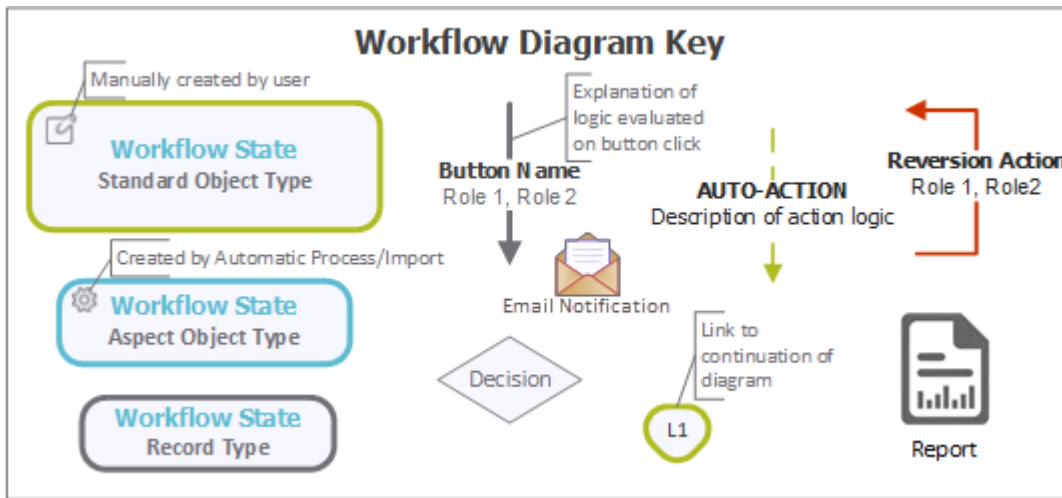 Workflow Diagram Key
Manually created by user
Workflow State
Standard Object Type
Created by Automatic Process/Import
Workflow State
Aspect Object Type
Workflow State
Record Type
Explanation of
logic evaluated
on button click
Button Name
Role 1, Role 2
Email Notification
Decision
AUTO-ACTION
Description of action logic
Link to
continuation of
diagram
L1
Reversion Action
Role 1, Role2
Report